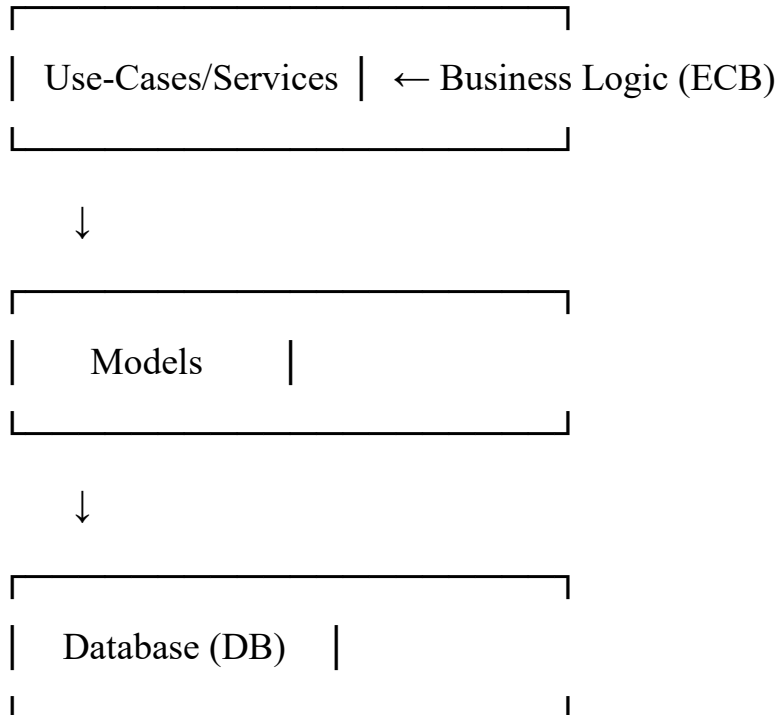 ┌──────────────────┐
│ Use-Cases/Services │ ← Business Logic (ECB)
└──────────────────┘
↓
┌──────────────────┐
│ Models │
└──────────────────┘
↓
┌──────────────────┐
│ Database (DB) │
└──────────────────┘